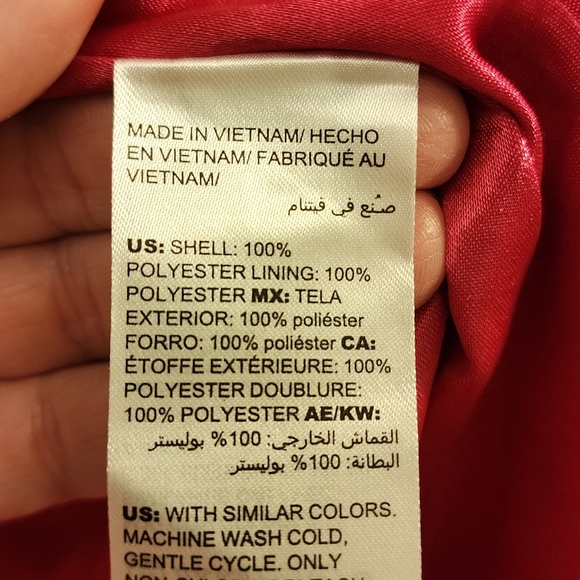 MADE IN VIETNAM/ HECHO
EN VIETNAM/ FABRIQUÉ AU
VIETNAM/
صنع في فيتنام
US: SHELL: 100%
POLYESTER LINING: 100%
POLYESTER MX: TELA
EXTERIOR: 100% poliéster
FORRO: 100% poliéster CA:
ÉTOFFE EXTÉRIEURE: 100%
POLYESTER DOUBLURE:
100% POLYESTER AE/KW:
القماش الخارجي: 100% بوليستر
البطانة: 100% بوليستر
US: WITH SIMILAR COLORS.
MACHINE WASH COLD,
GENTLE CYCLE. ONLY